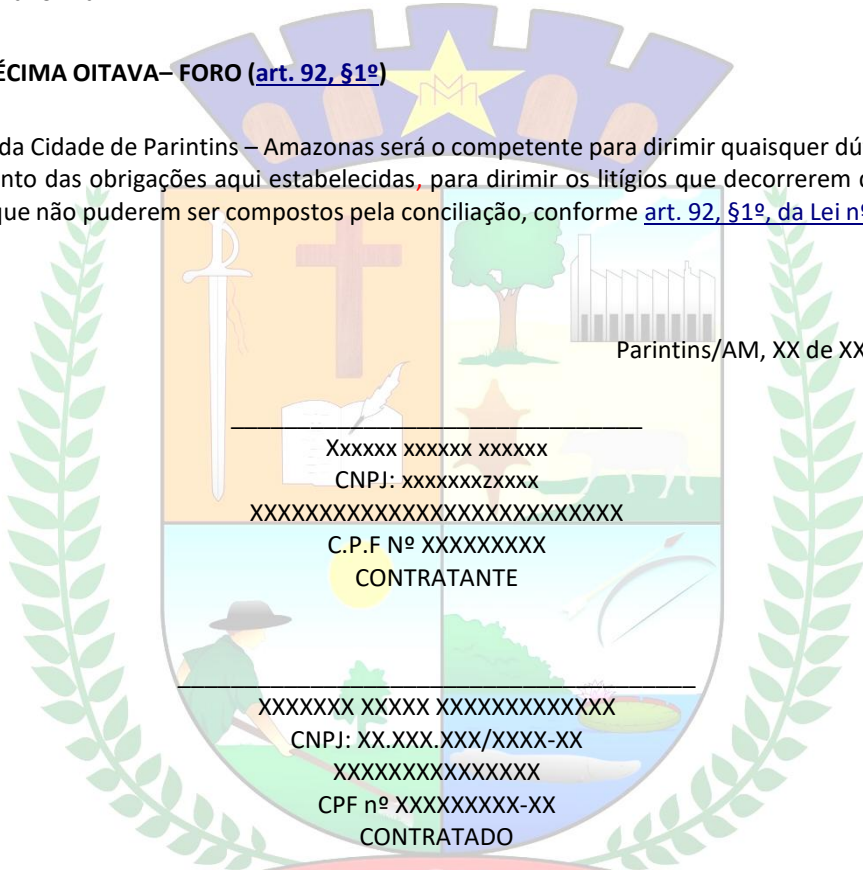 ÉCIMA OITAVA– FORO (art. 92, §1º)
da Cidade de Parintins – Amazonas será o competente para dirimir quaisquer
nto das obrigações aqui estabelecidas, para dirimir os litígios que decorrerem
que não puderem ser compostos pela conciliação, conforme art. 92, §1º, da Lei nº
Parintins/AM, XX de XX
Xxxxxx xxxxxx xxxxxx
CNPJ: xxxxxxxzxxxx
XXXXXXXXXXXXXXXXXXXXXXXXXXX
C.P.F Nº XXXXXXXXX
CONTRATANTE
XXXXXXX XXXXX XXXXXXXXXXXXX
CNPJ: XX.XXX.XXX/XXXX-XX
XXXXXXXXXXXXXXX
CPF nº XXXXXXXXX-XX
CONTRATADO